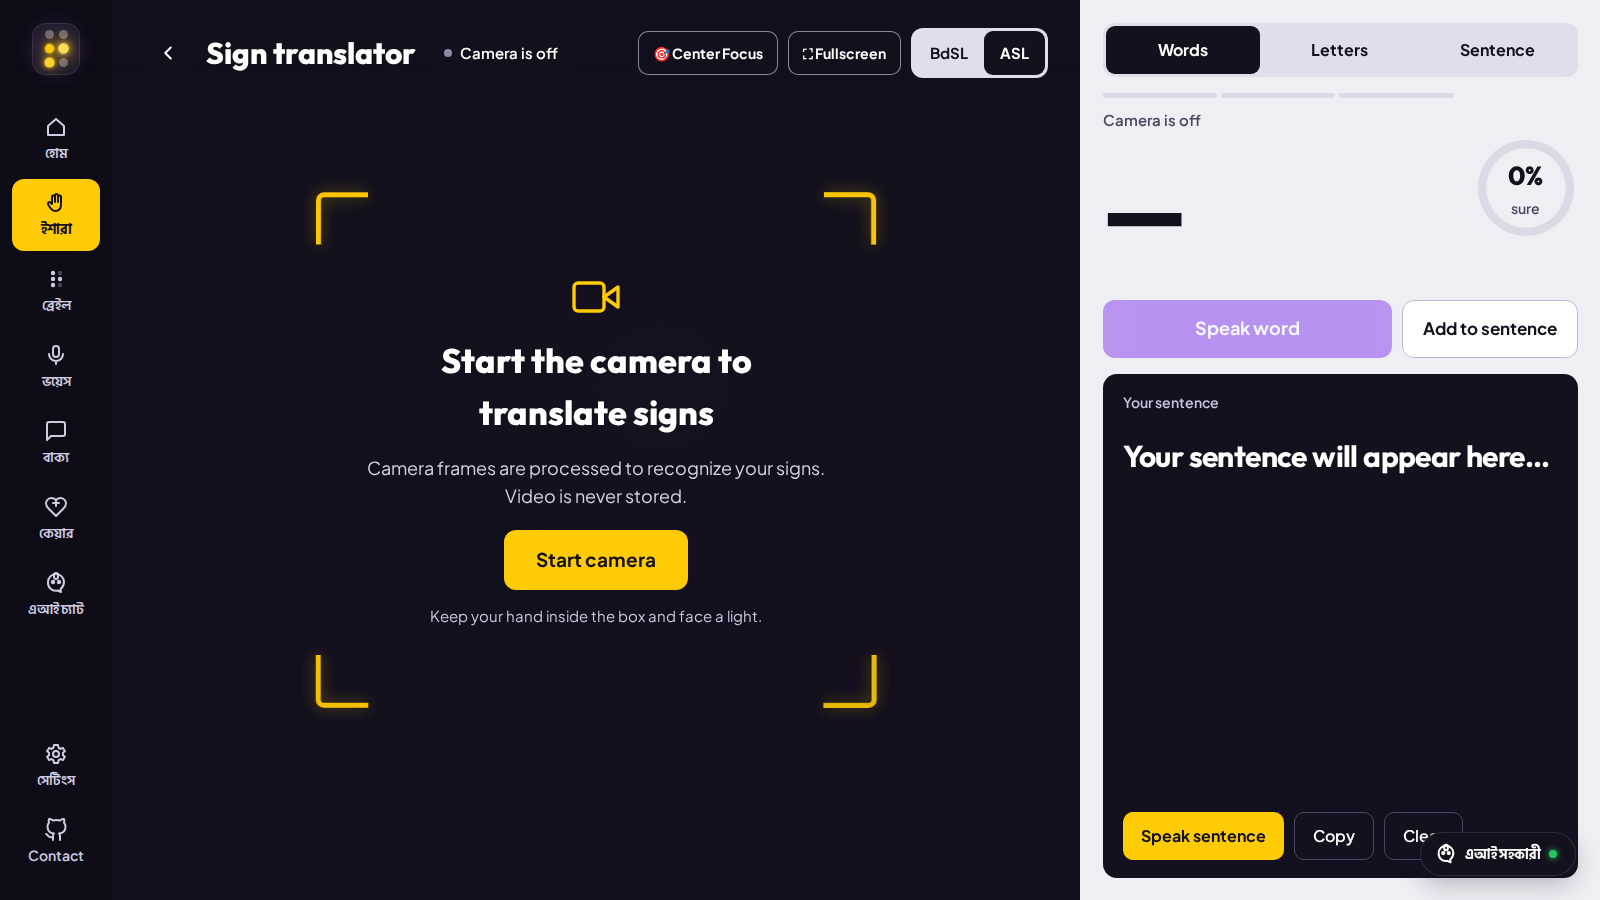 হোম
ইশারা
ব্রেইল
ভয়েস
বাক্য
কেয়ার
এআই চ্যাট
সেটিংস
Contact
Sign translator
Camera is off
🎯 Center Focus
⛶ Fullscreen
BdSL
ASL
Start the camera to
translate signs
Camera frames are processed to recognize your signs.
Video is never stored.
Start camera
Keep your hand inside the box and face a light.
Words
Letters
Sentence
Camera is off
0%
sure
—
Speak word
Add to sentence
Your sentence
Your sentence will appear here...
Speak sentence
Copy
এআই সহকারী